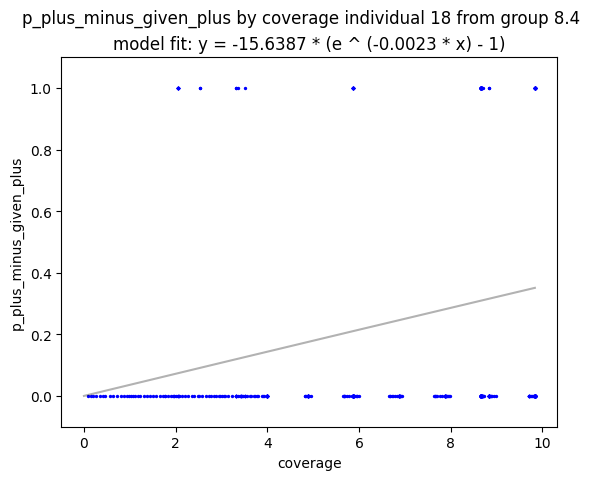 p_plus_minus_given_plus by coverage individual 18 from group 8.4
model fit: y = -15.6387 * (e ^ (-0.0023 * x) - 1)
1.0
0.8
0.6
0.4
0.2
0.0
p_plus_minus_given_plus
0 2 4 6 8 10
coverage